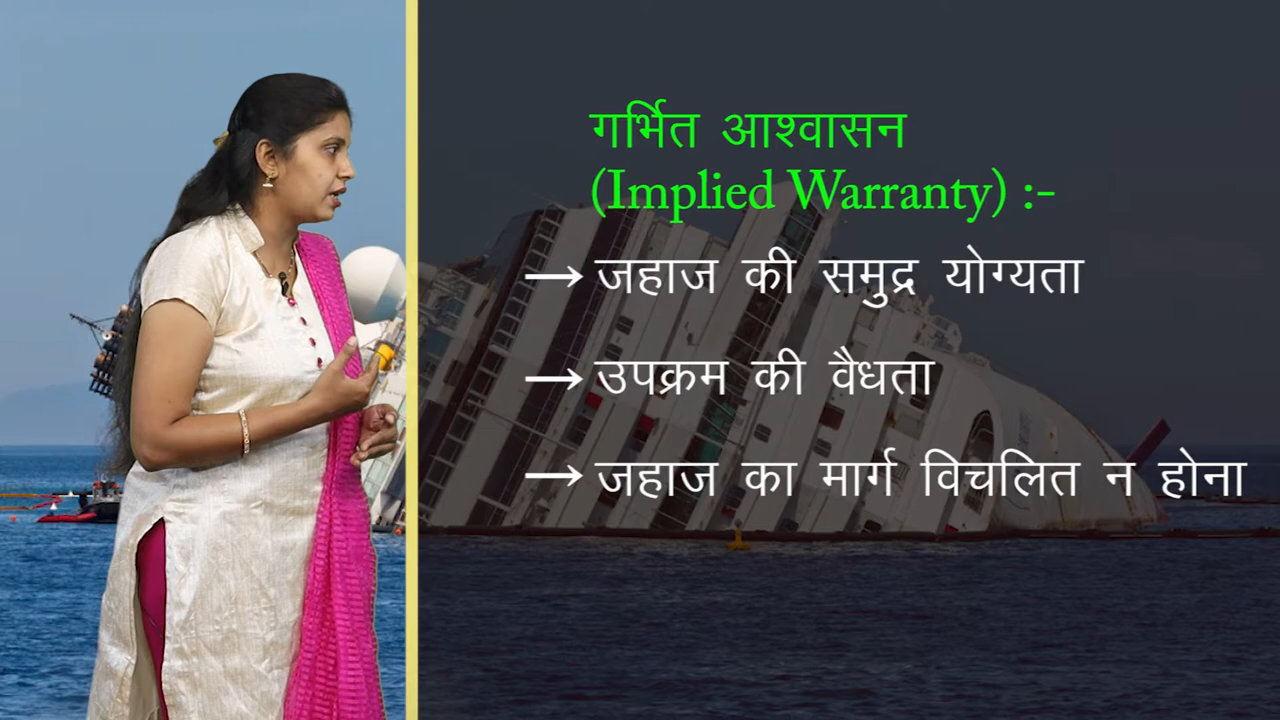 गर्भित आश्वासन
(Implied Warranty) :-
→ जहाज की समुद्र योग्यता
→ उपक्रम की वैधता
→ जहाज का मार्ग विचलित न होना